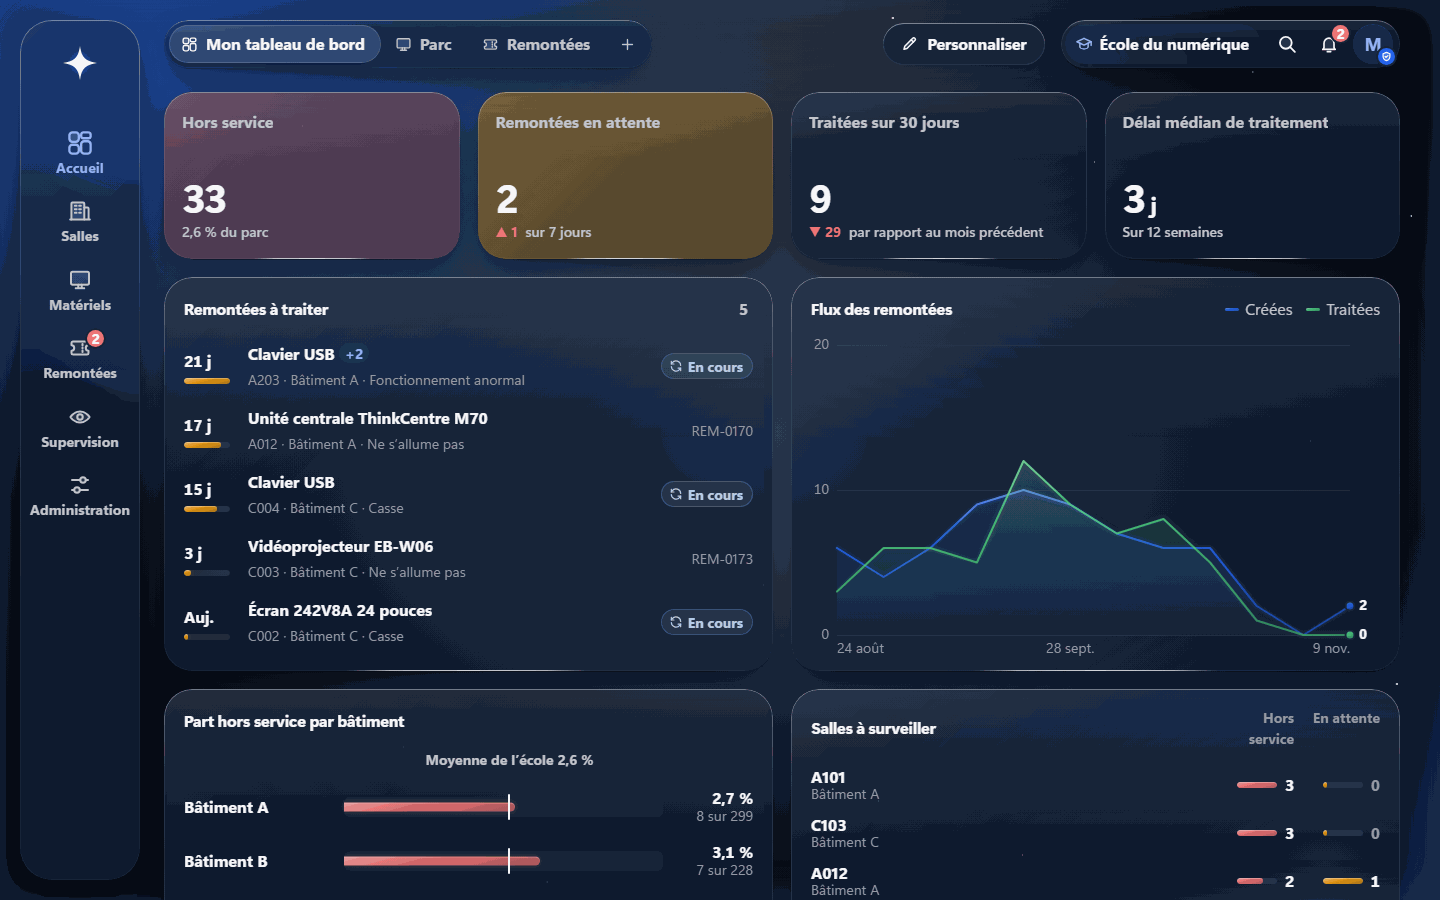 Mon tableau de bord
Parc
Remontées
Personnaliser
École du numérique
2
M
Accueil
Salles
Matériels
2
Remontées
Supervision
Administration
Hors service
33
2,6 % du parc
Remontées en attente
2
▲ 1 sur 7 jours
Traitées sur 30 jours
9
▼ 29 par rapport au mois précédent
Délai médian de traitement
3 j
Sur 12 semaines
Remontées à traiter 5
21 j Clavier USB +2
A203 · Bâtiment A · Fonctionnement anormal
En cours
17 j Unité centrale ThinkCentre M70
A012 · Bâtiment A · Ne s’allume pas
REM-0170
15 j Clavier USB
C004 · Bâtiment C · Casse
En cours
3 j Vidéoprojecteur EB-W06
C003 · Bâtiment C · Ne s’allume pas
REM-0173
Auj. Écran 242V8A 24 pouces
C002 · Bâtiment C · Casse
En cours
Flux des remontées
Créées Traitées
20
10
0
2
0
24 août 28 sept. 9 nov.
Part hors service par bâtiment
Moyenne de l’école 2,6 %
Bâtiment A 2,7 %
8 sur 299
Bâtiment B 3,1 %
7 sur 228
Salles à surveiller
Hors service
En attente
A101
Bâtiment A
3 0
C103
Bâtiment C
3 0
A012
Bâtiment A
2 1